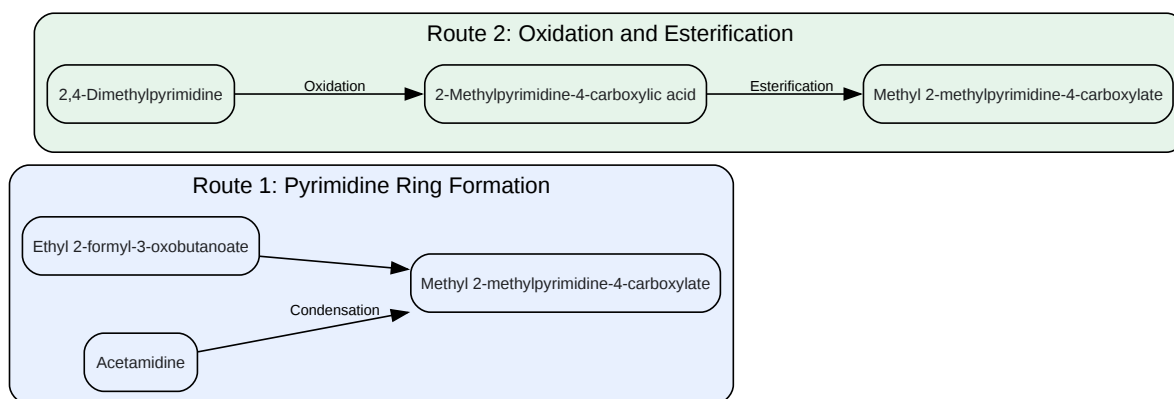 Route 2: Oxidation and Esterification
2,4-Dimethylpyrimidine
Oxidation
2-Methylpyrimidine-4-carboxylic acid
Esterification
Methyl 2-methylpyrimidine-4-carboxylate
Route 1: Pyrimidine Ring Formation
Ethyl 2-formyl-3-oxobutanoate
Methyl 2-methylpyrimidine-4-carboxylate
Condensation
Acetamidine